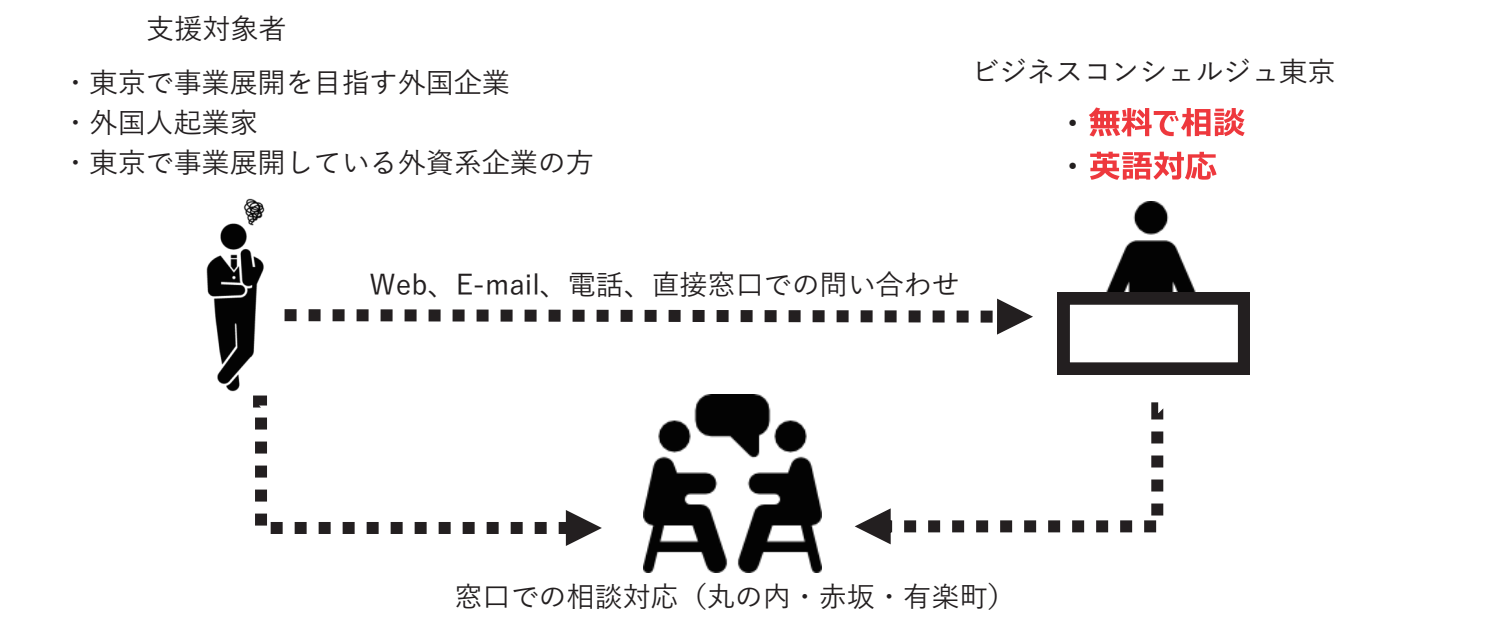 支援対象者
・東京で事業展開を目指す外国企業
・外国人起業家
・東京で事業展開している外資系企業の方
ビジネスコンシェルジュ東京
・無料で相談
・英語対応
Web、E-mail、電話、直接窓口での問い合わせ
窓口での相談対応（丸の内・赤坂・有楽町）